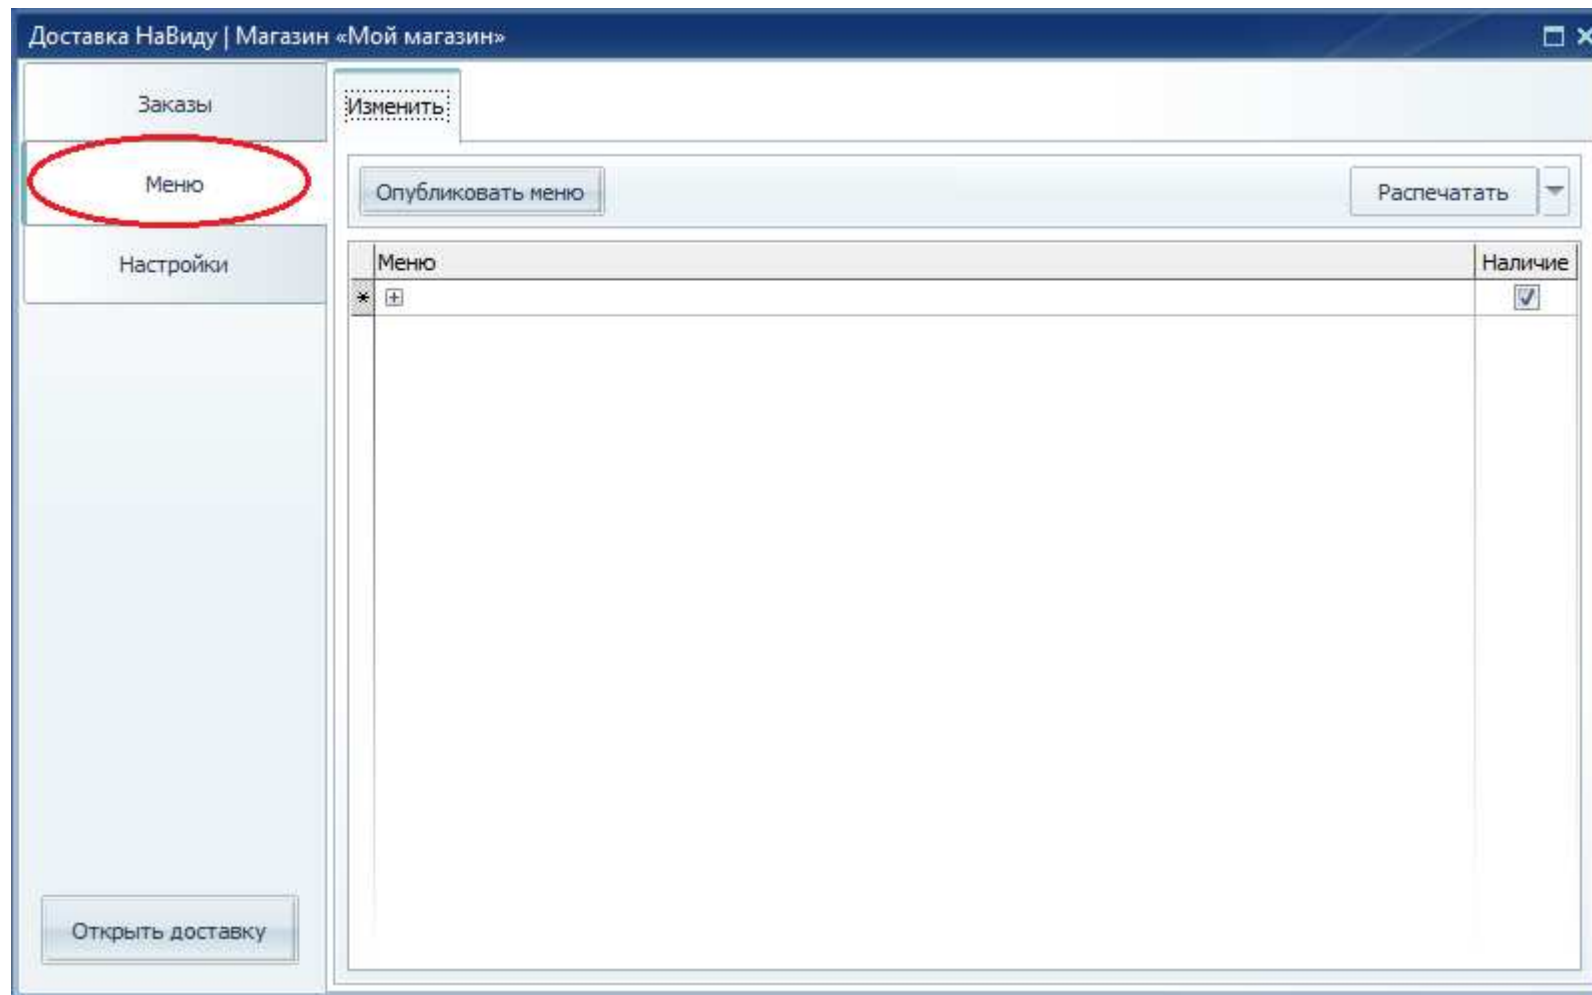 Доставка НаВиду | Магазин «Мой магазин»
Заказы
Изменить
Меню
Опубликовать меню
Распечатать
Настройки
Меню
Наличие
*
Открыть доставку